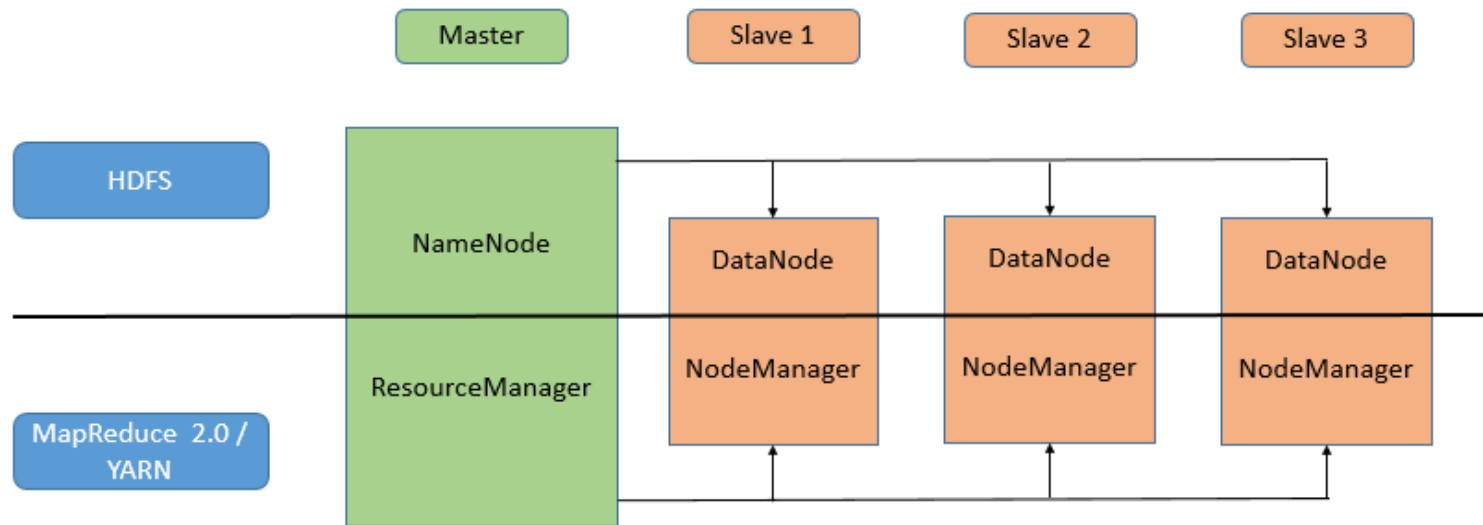 Master
Slave 1
Slave 2
Slave 3
HDFS
NameNode
DataNode
DataNode
DataNode
ResourceManager
NodeManager
NodeManager
NodeManager
MapReduce 2.0 /
YARN